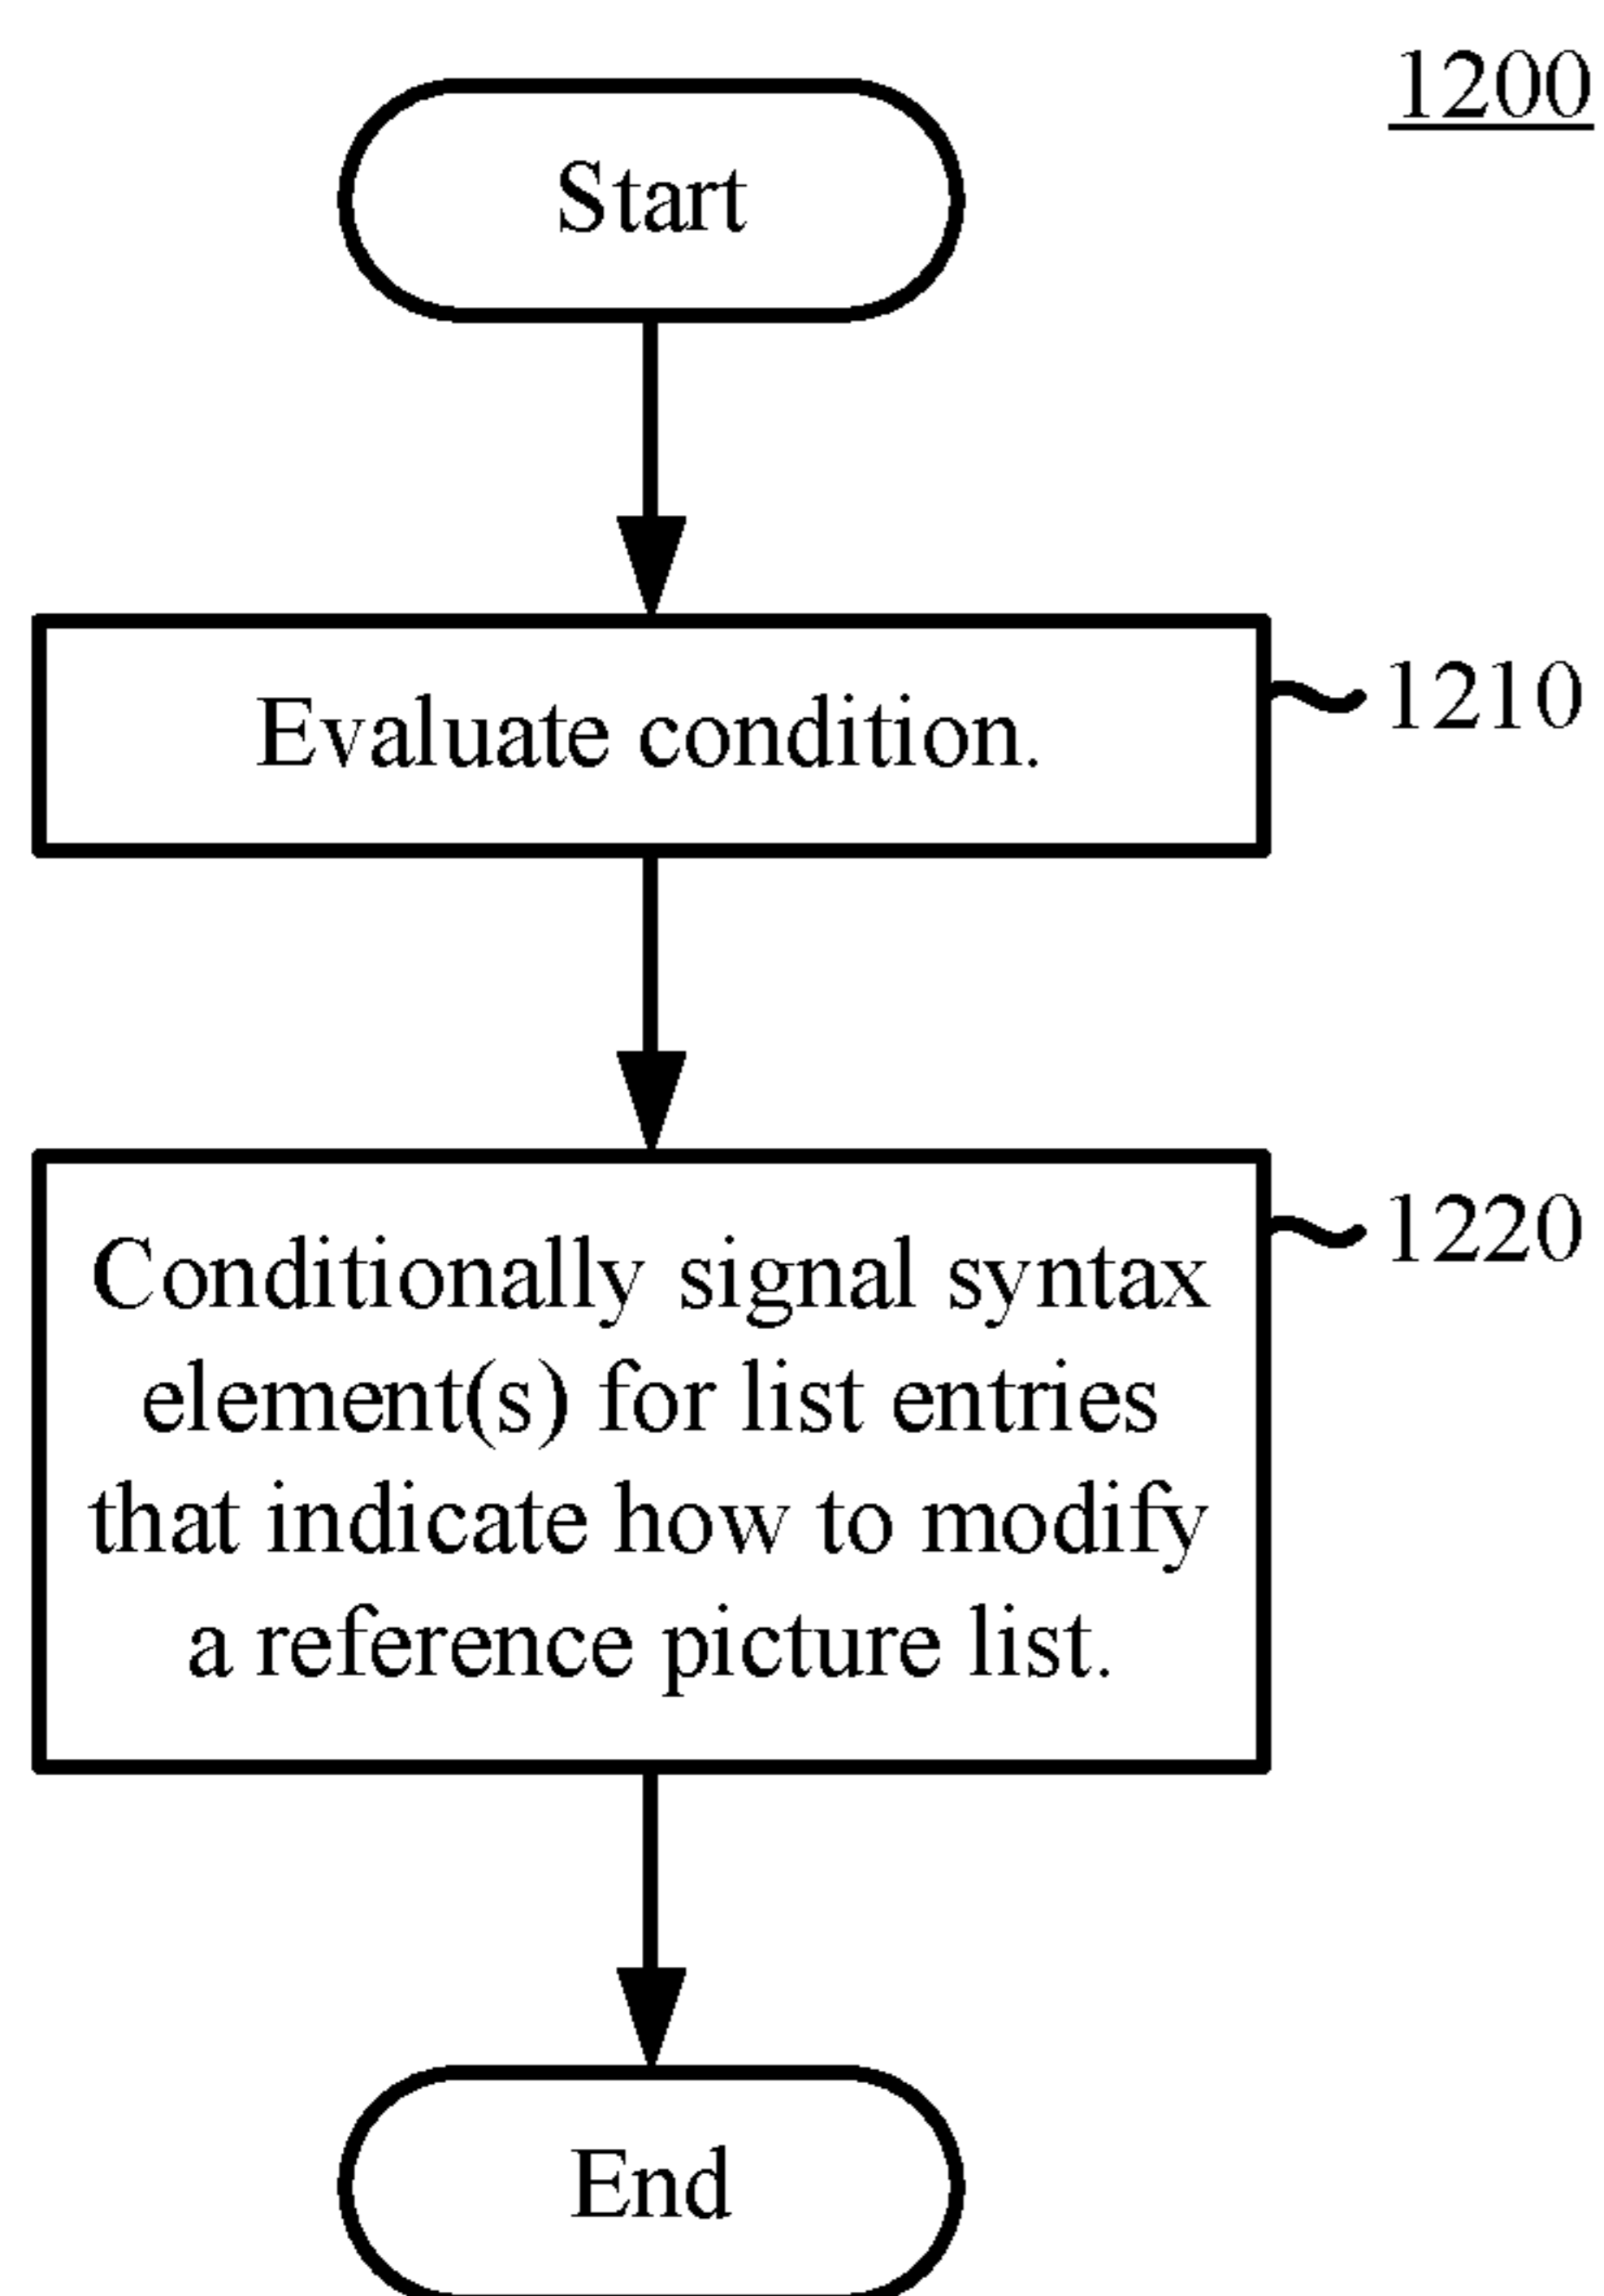 1200
Start
Evaluate condition.
1210
Conditionally signal syntax
element(s) for list entries
that indicate how to modify
a reference picture list.
1220
End